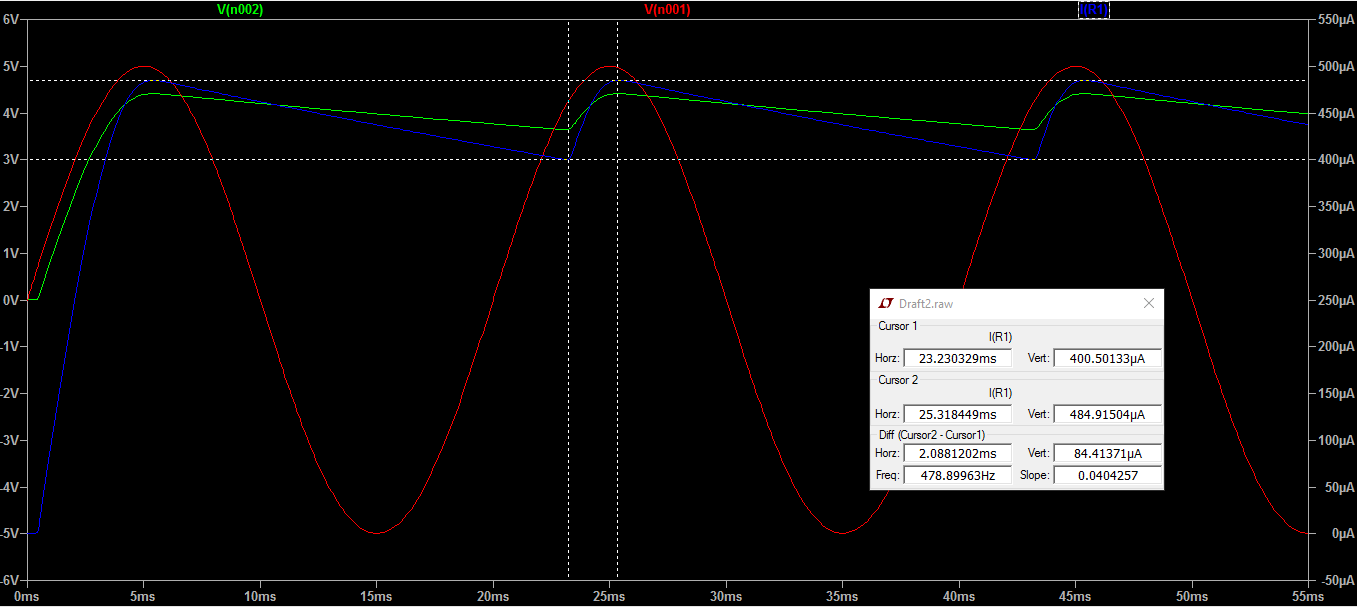 V(n002) V(n001) I(R1)
6V 550µA
5V 500µA
4V 450µA
3V 400µA
2V 350µA
1V 300µA
0V 250µA
-1V 200µA
-2V 150µA
-3V 100µA
-4V 50µA
-5V 0µA
-6V -50µA
0ms 5ms 10ms 15ms 20ms 25ms 30ms 35ms 40ms 45ms 50ms 55ms
Draft2.raw
Cursor 1
I(R1)
Horz: 23.230329ms Vert: 400.50133µA
Cursor 2
I(R1)
Horz: 25.318449ms Vert: 484.91504µA
Diff (Cursor2 - Cursor1)
Horz: 2.0881202ms Vert: 84.41371µA
Freq: 478.89963Hz Slope: 0.0404257